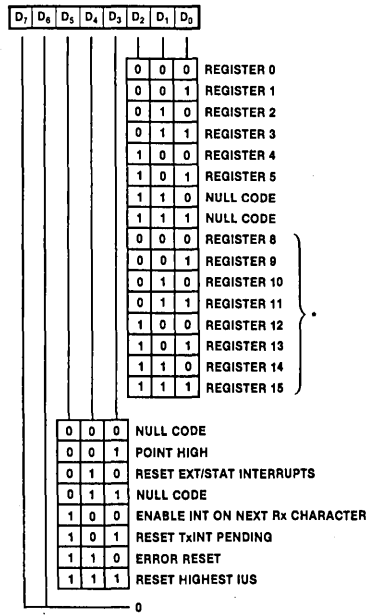 D7 D6 D5 D4 D3 D2 D1 D0
0 0 0 REGISTER 0
0 0 1 REGISTER 1
0 1 0 REGISTER 2
0 1 1 REGISTER 3
1 0 0 REGISTER 4
1 0 1 REGISTER 5
1 1 0 NULL CODE
1 1 1 NULL CODE
0 0 0 REGISTER 8
0 0 1 REGISTER 9
0 1 0 REGISTER 10
0 1 1 REGISTER 11
1 0 0 REGISTER 12
1 0 1 REGISTER 13
1 1 0 REGISTER 14
1 1 1 REGISTER 15
*
0 0 0 NULL CODE
0 0 1 POINT HIGH
0 1 0 RESET EXT/STAT INTERRUPTS
0 1 1 NULL CODE
1 0 0 ENABLE INT ON NEXT Rx CHARACTER
1 0 1 RESET TxINT PENDING
1 1 0 ERROR RESET
1 1 1 RESET HIGHEST IUS
0